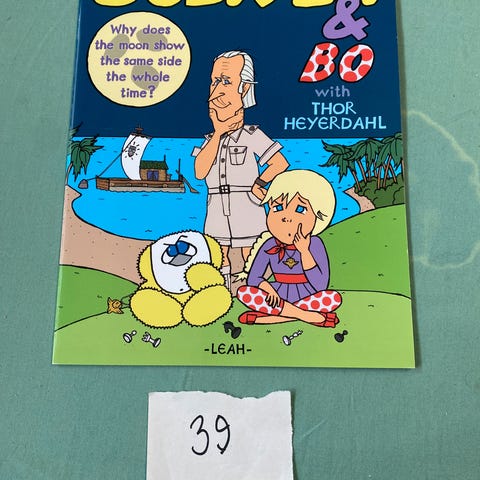 &
BO
Why does
the moon show
the same side
the whole
time?
with
THOR
HEYERDAHL
-LEAH-
39